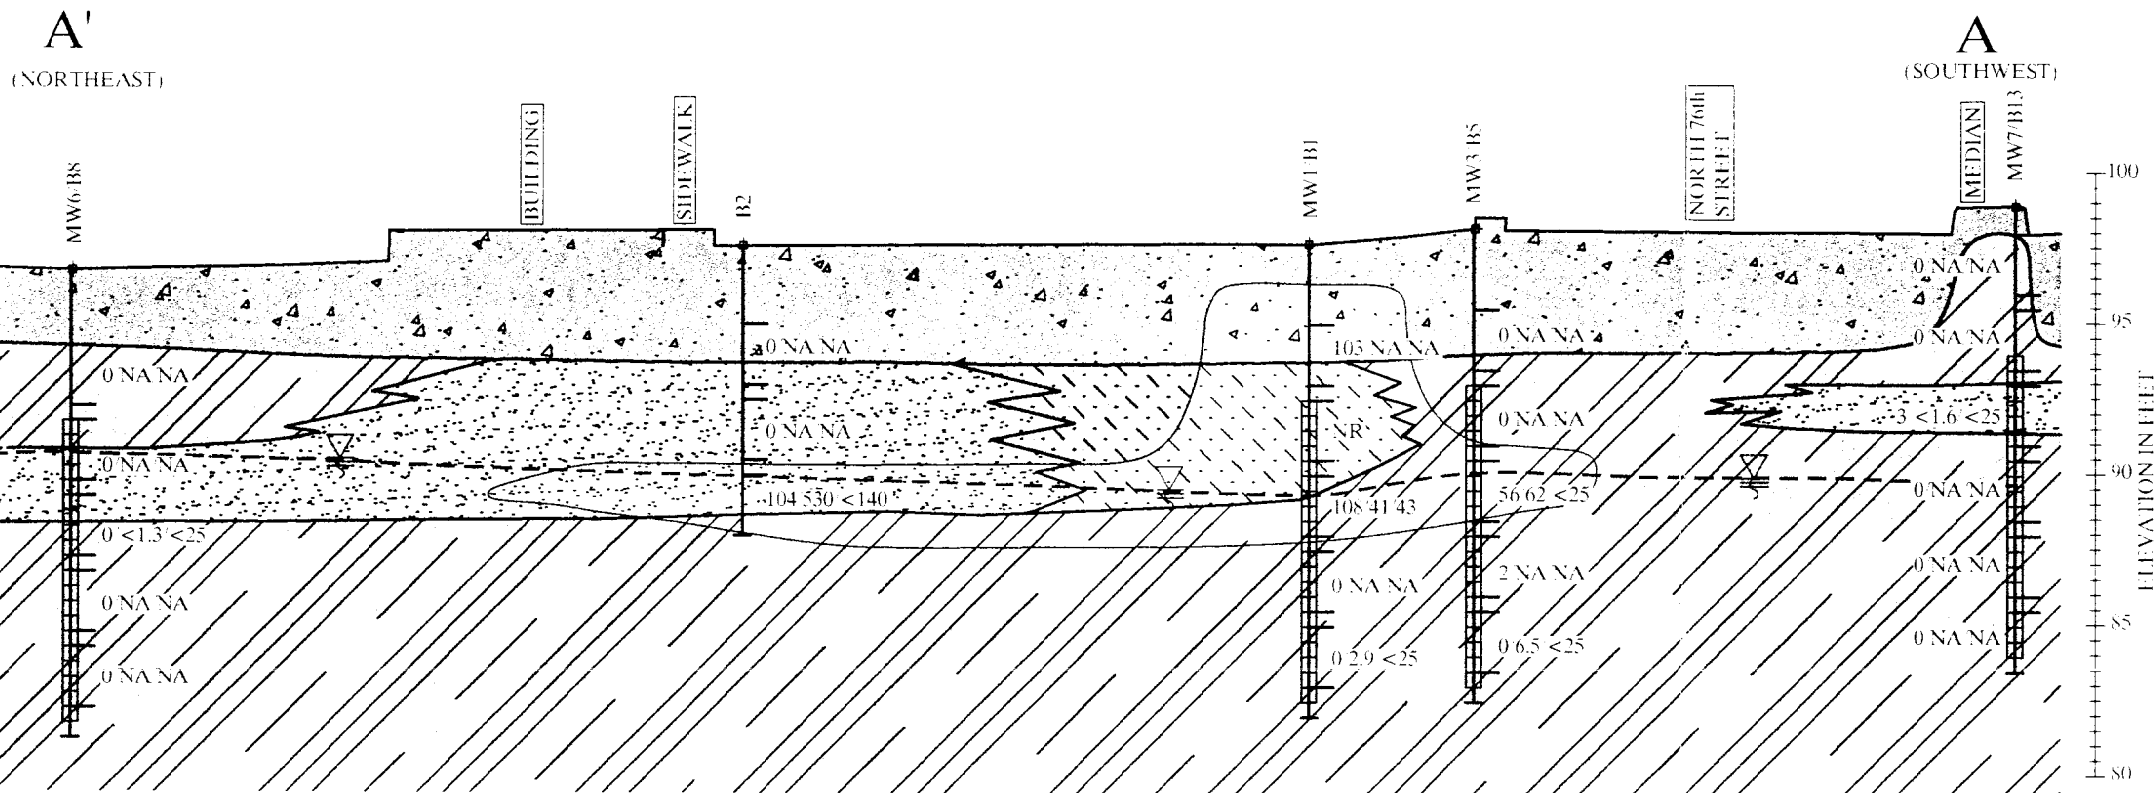 A'
(NORTHEAST)
A
(SOUTHWEST)
MW6/B8
BUILDING
SIDEWALK
B2
MW1/B1
MW3/B5
NORTH 76th
STREET
MEDIAN
MW7/B13
100
95
90
85
80
ELEVATION IN FEET
0/NA/NA
0/NA/NA
0/<1.3/<25
0/NA/NA
0/NA/NA
0/NA/NA
0/NA/NA
104/530/<140
103/NA/NA
NR
108/41/43
0/NA/NA
0/2.9/<25
0/NA/NA
0/NA/NA
56/62/<25
2/NA/NA
0/6.5/<25
0/NA/NA
0/NA/NA
3/<1.6/<25
0/NA/NA
0/NA/NA
0/NA/NA